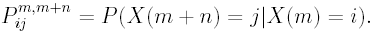 $P_{ij}^{m,m+n} = P(X(m+n) = j | X(m) = i).$